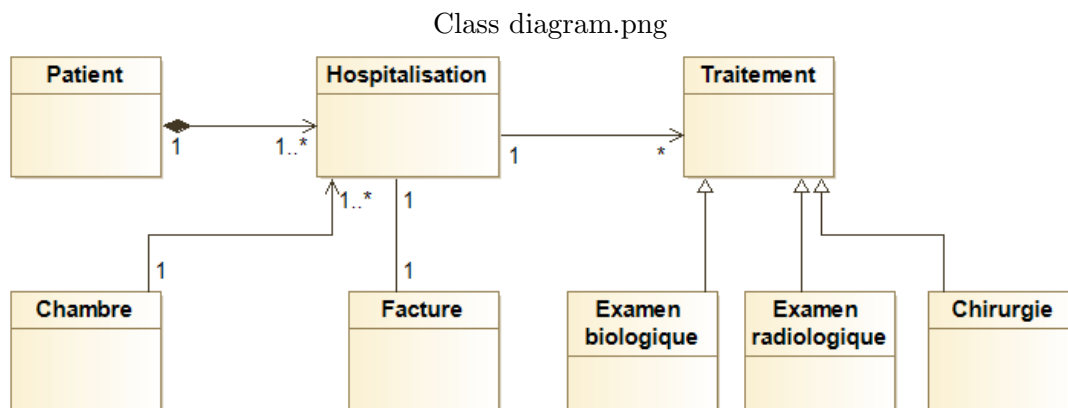 Class diagram.png
Patient
Hospitalisation
Traitement
1
1..*
1
*
1..*
1
1
1
Chambre
Facture
Examen
biologique
Examen
radiologique
Chirurgie